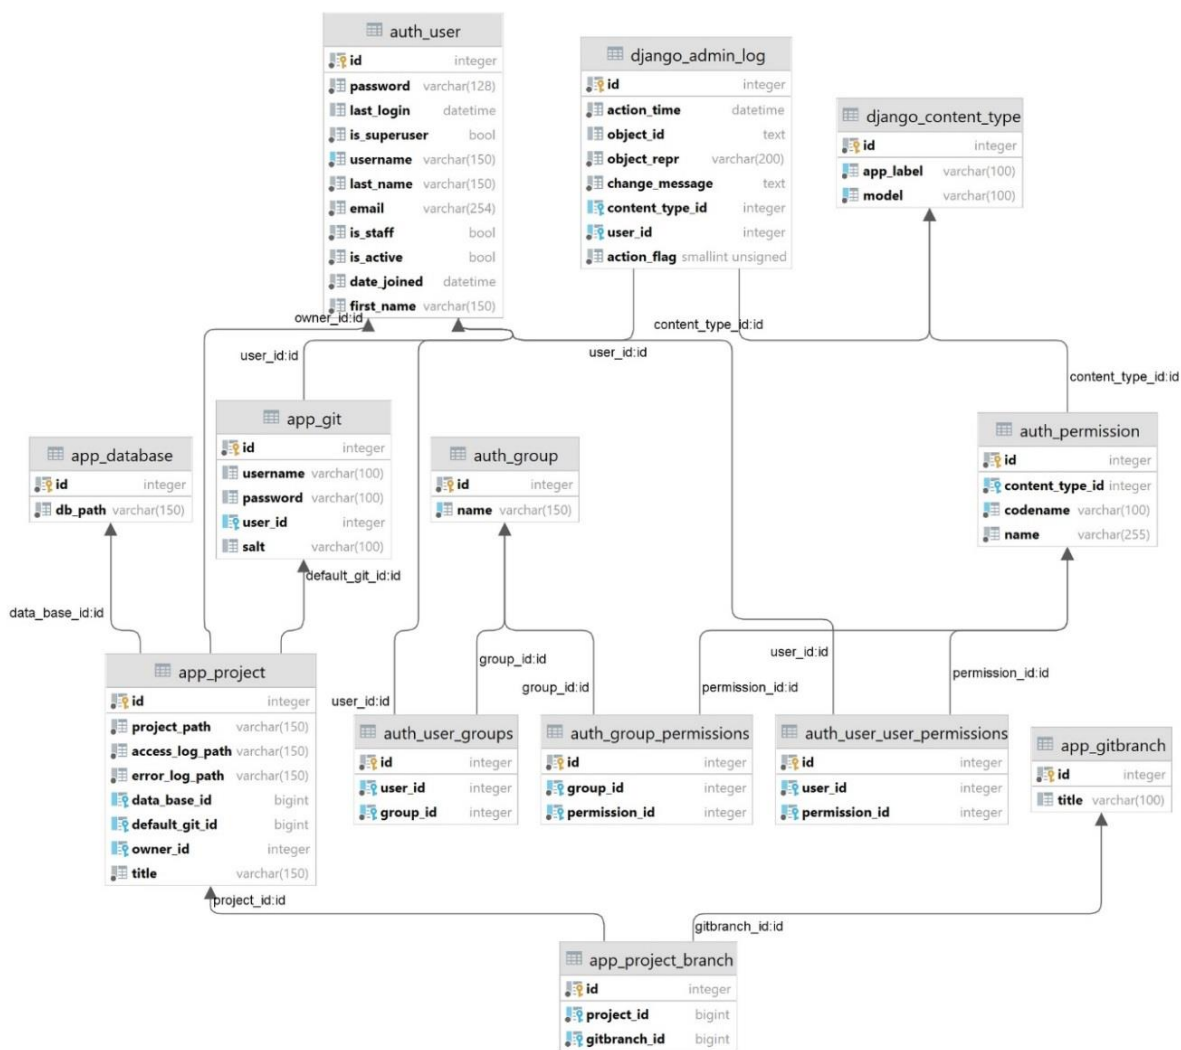 auth_user
id integer
password varchar(128)
last_login datetime
is_superuser bool
username varchar(150)
last_name varchar(150)
email varchar(254)
is_staff bool
is_active bool
date_joined datetime
first_name varchar(150)
django_admin_log
id integer
action_time datetime
object_id text
object_repr varchar(200)
change_message text
content_type_id integer
user_id integer
action_flag smallint unsigned
django_content_type
id integer
app_label varchar(100)
model varchar(100)
owner_id:id
user_id:id
user_id:id
content_type_id:id
content_type_id:id
app_database
id integer
db_path varchar(150)
app_git
id integer
username varchar(100)
password varchar(100)
user_id integer
salt varchar(100)
auth_group
id integer
name varchar(150)
auth_permission
id integer
content_type_id integer
codename varchar(100)
name varchar(255)
data_base_id:id
default_git_id:id
app_project
id integer
project_path varchar(150)
access_log_path varchar(150)
error_log_path varchar(150)
data_base_id bigint
default_git_id bigint
owner_id integer
title varchar(150)
user_id:id
group_id:id
group_id:id
permission_id:id
user_id:id
permission_id:id
auth_user_groups
id integer
user_id integer
group_id integer
auth_group_permissions
id integer
group_id integer
permission_id integer
auth_user_user_permissions
id integer
user_id integer
permission_id integer
app_gitbranch
id integer
title varchar(100)
project_id:id
gitbranch_id:id
app_project_branch
id integer
project_id bigint
gitbranch_id bigint